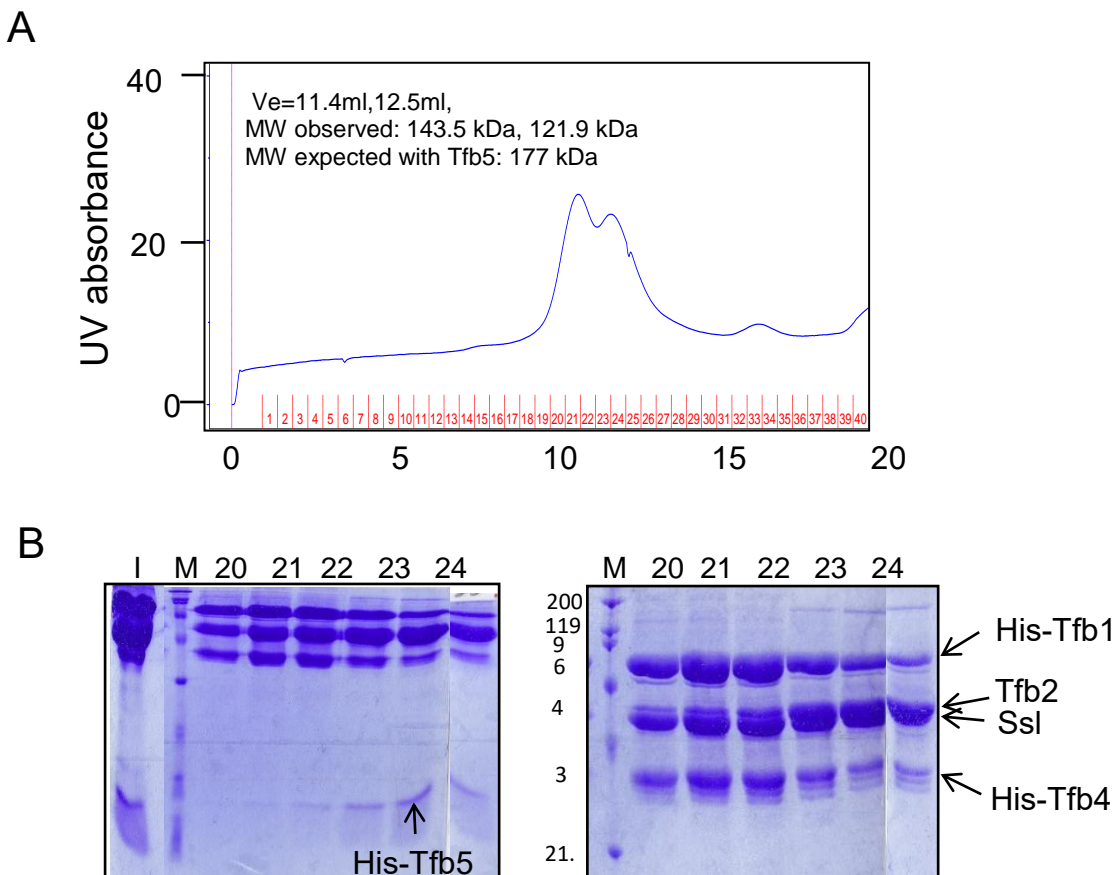 A
40
20
0
UV absorbance
Ve=11.4ml,12.5ml,
MW observed: 143.5 kDa, 121.9 kDa
MW expected with Tfb5: 177 kDa
1 2 3 4 5 6 7 8 9 10 11 12 13 14 15 16 17 18 19 20 21 22 23 24 25 26 27 28 29 30 31 32 33 34 35 36 37 38 39 40
0 5 10 15 20
B
I M 20 21 22 23 24
His-Tfb5
M 20 21 22 23 24
200
119
9
6
4
3
21.
His-Tfb1
Tfb2
Ssl
His-Tfb4